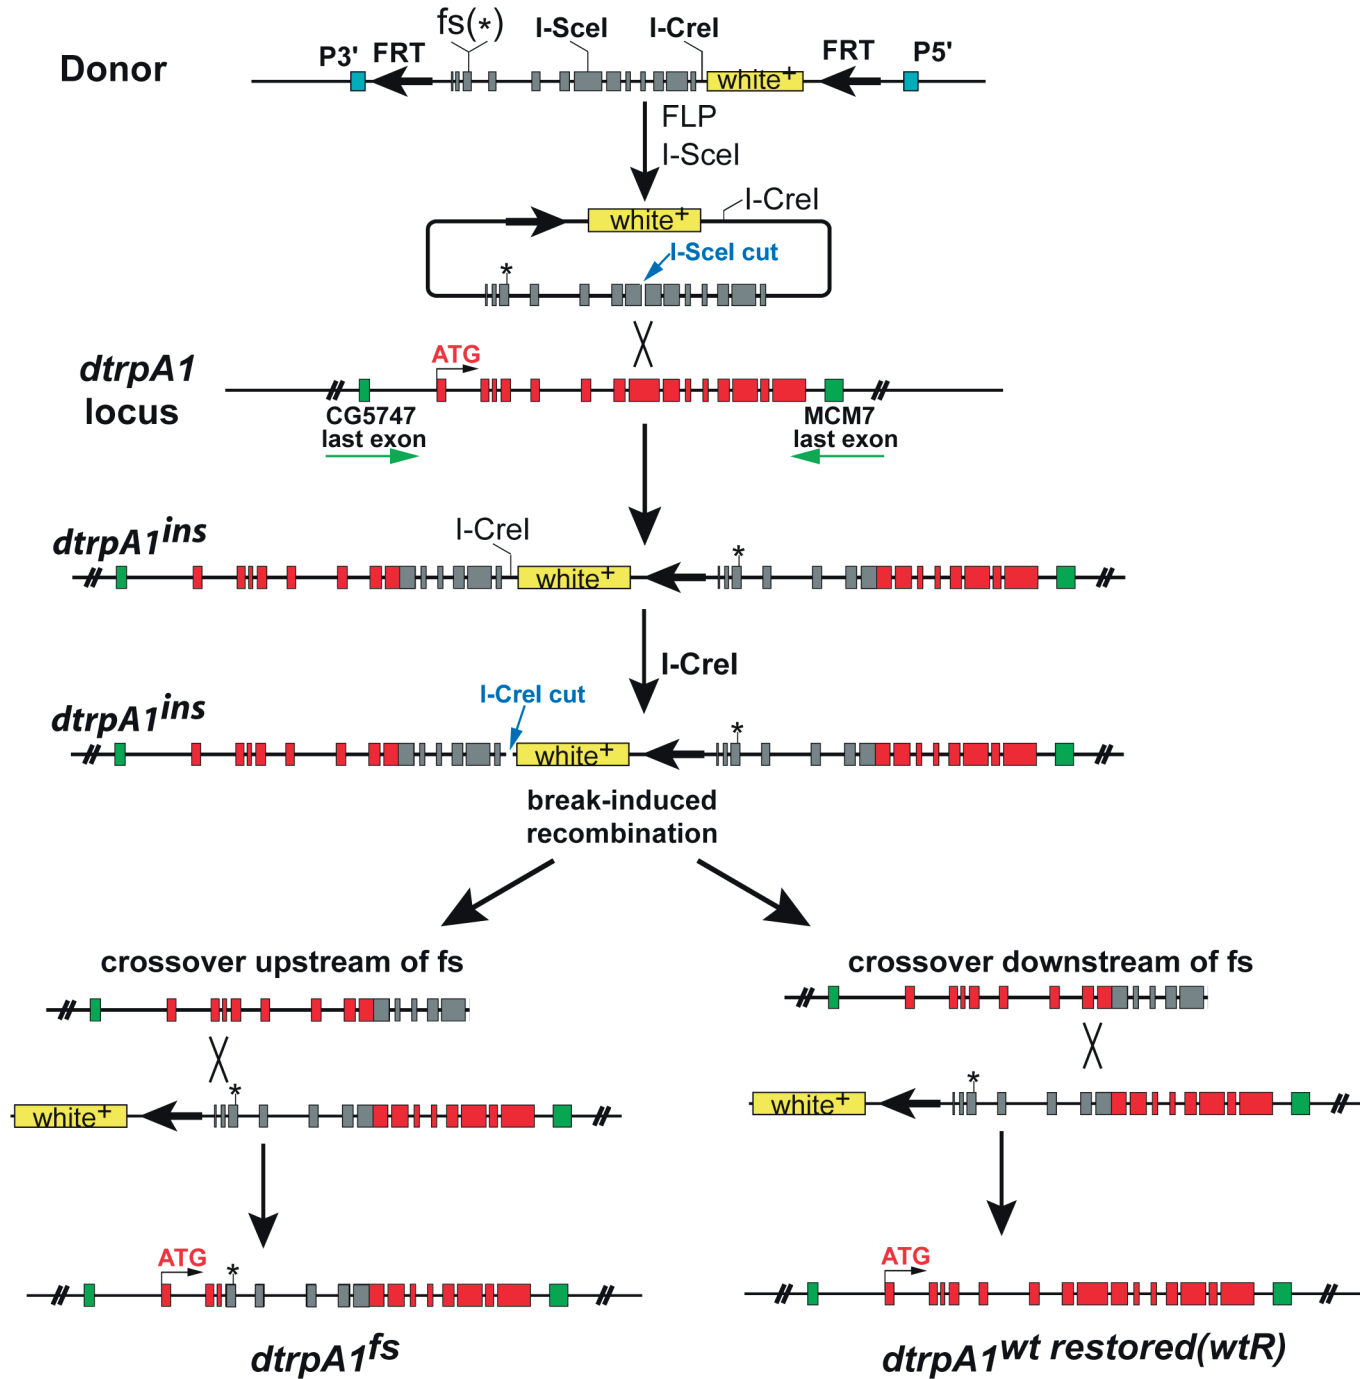 Donor
P3'
FRT
fs(*)
I-SceI
I-CreI
white+
FRT
P5'
FLP
I-SceI
white+
I-CreI
I-SceI cut
*
dtrpA1
locus
ATG
CG5747
last exon
MCM7
last exon
dtrpA1ins
I-CreI
white+
*
I-CreI
dtrpA1ins
I-CreI cut
white+
*
break-induced
recombination
crossover upstream of fs
white+
*
ATG
*
dtrpA1fs
crossover downstream of fs
white+
*
ATG
dtrpA1wt restored(wtR)